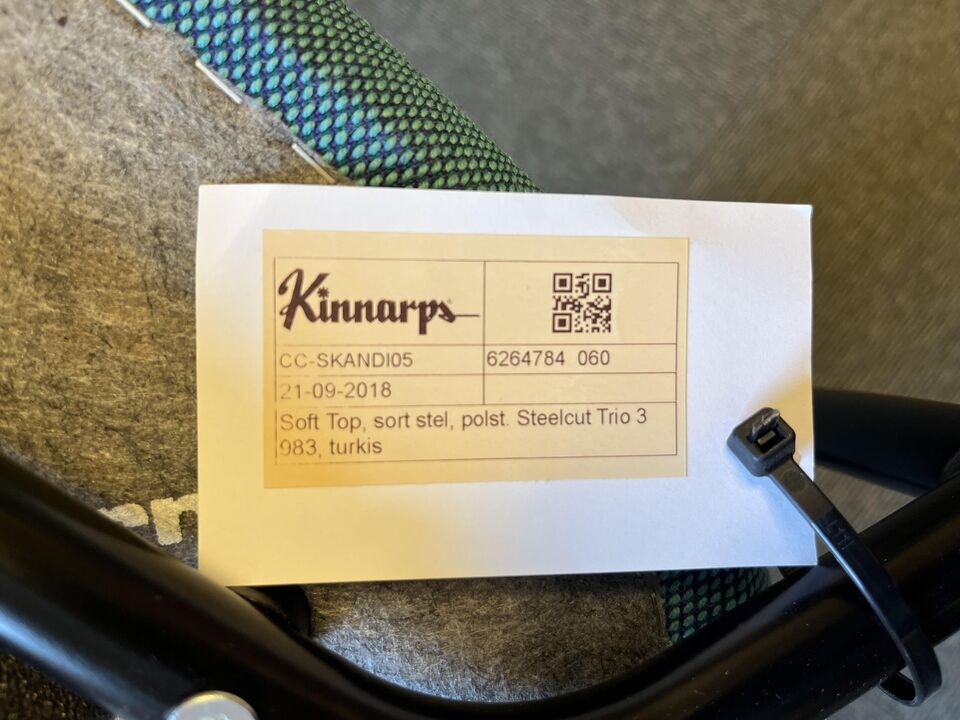 Kinnarps
CC-SKANDI05 6264784 060
21-09-2018
Soft Top, sort stel, polst. Steelcut Trio 3
983, turkis